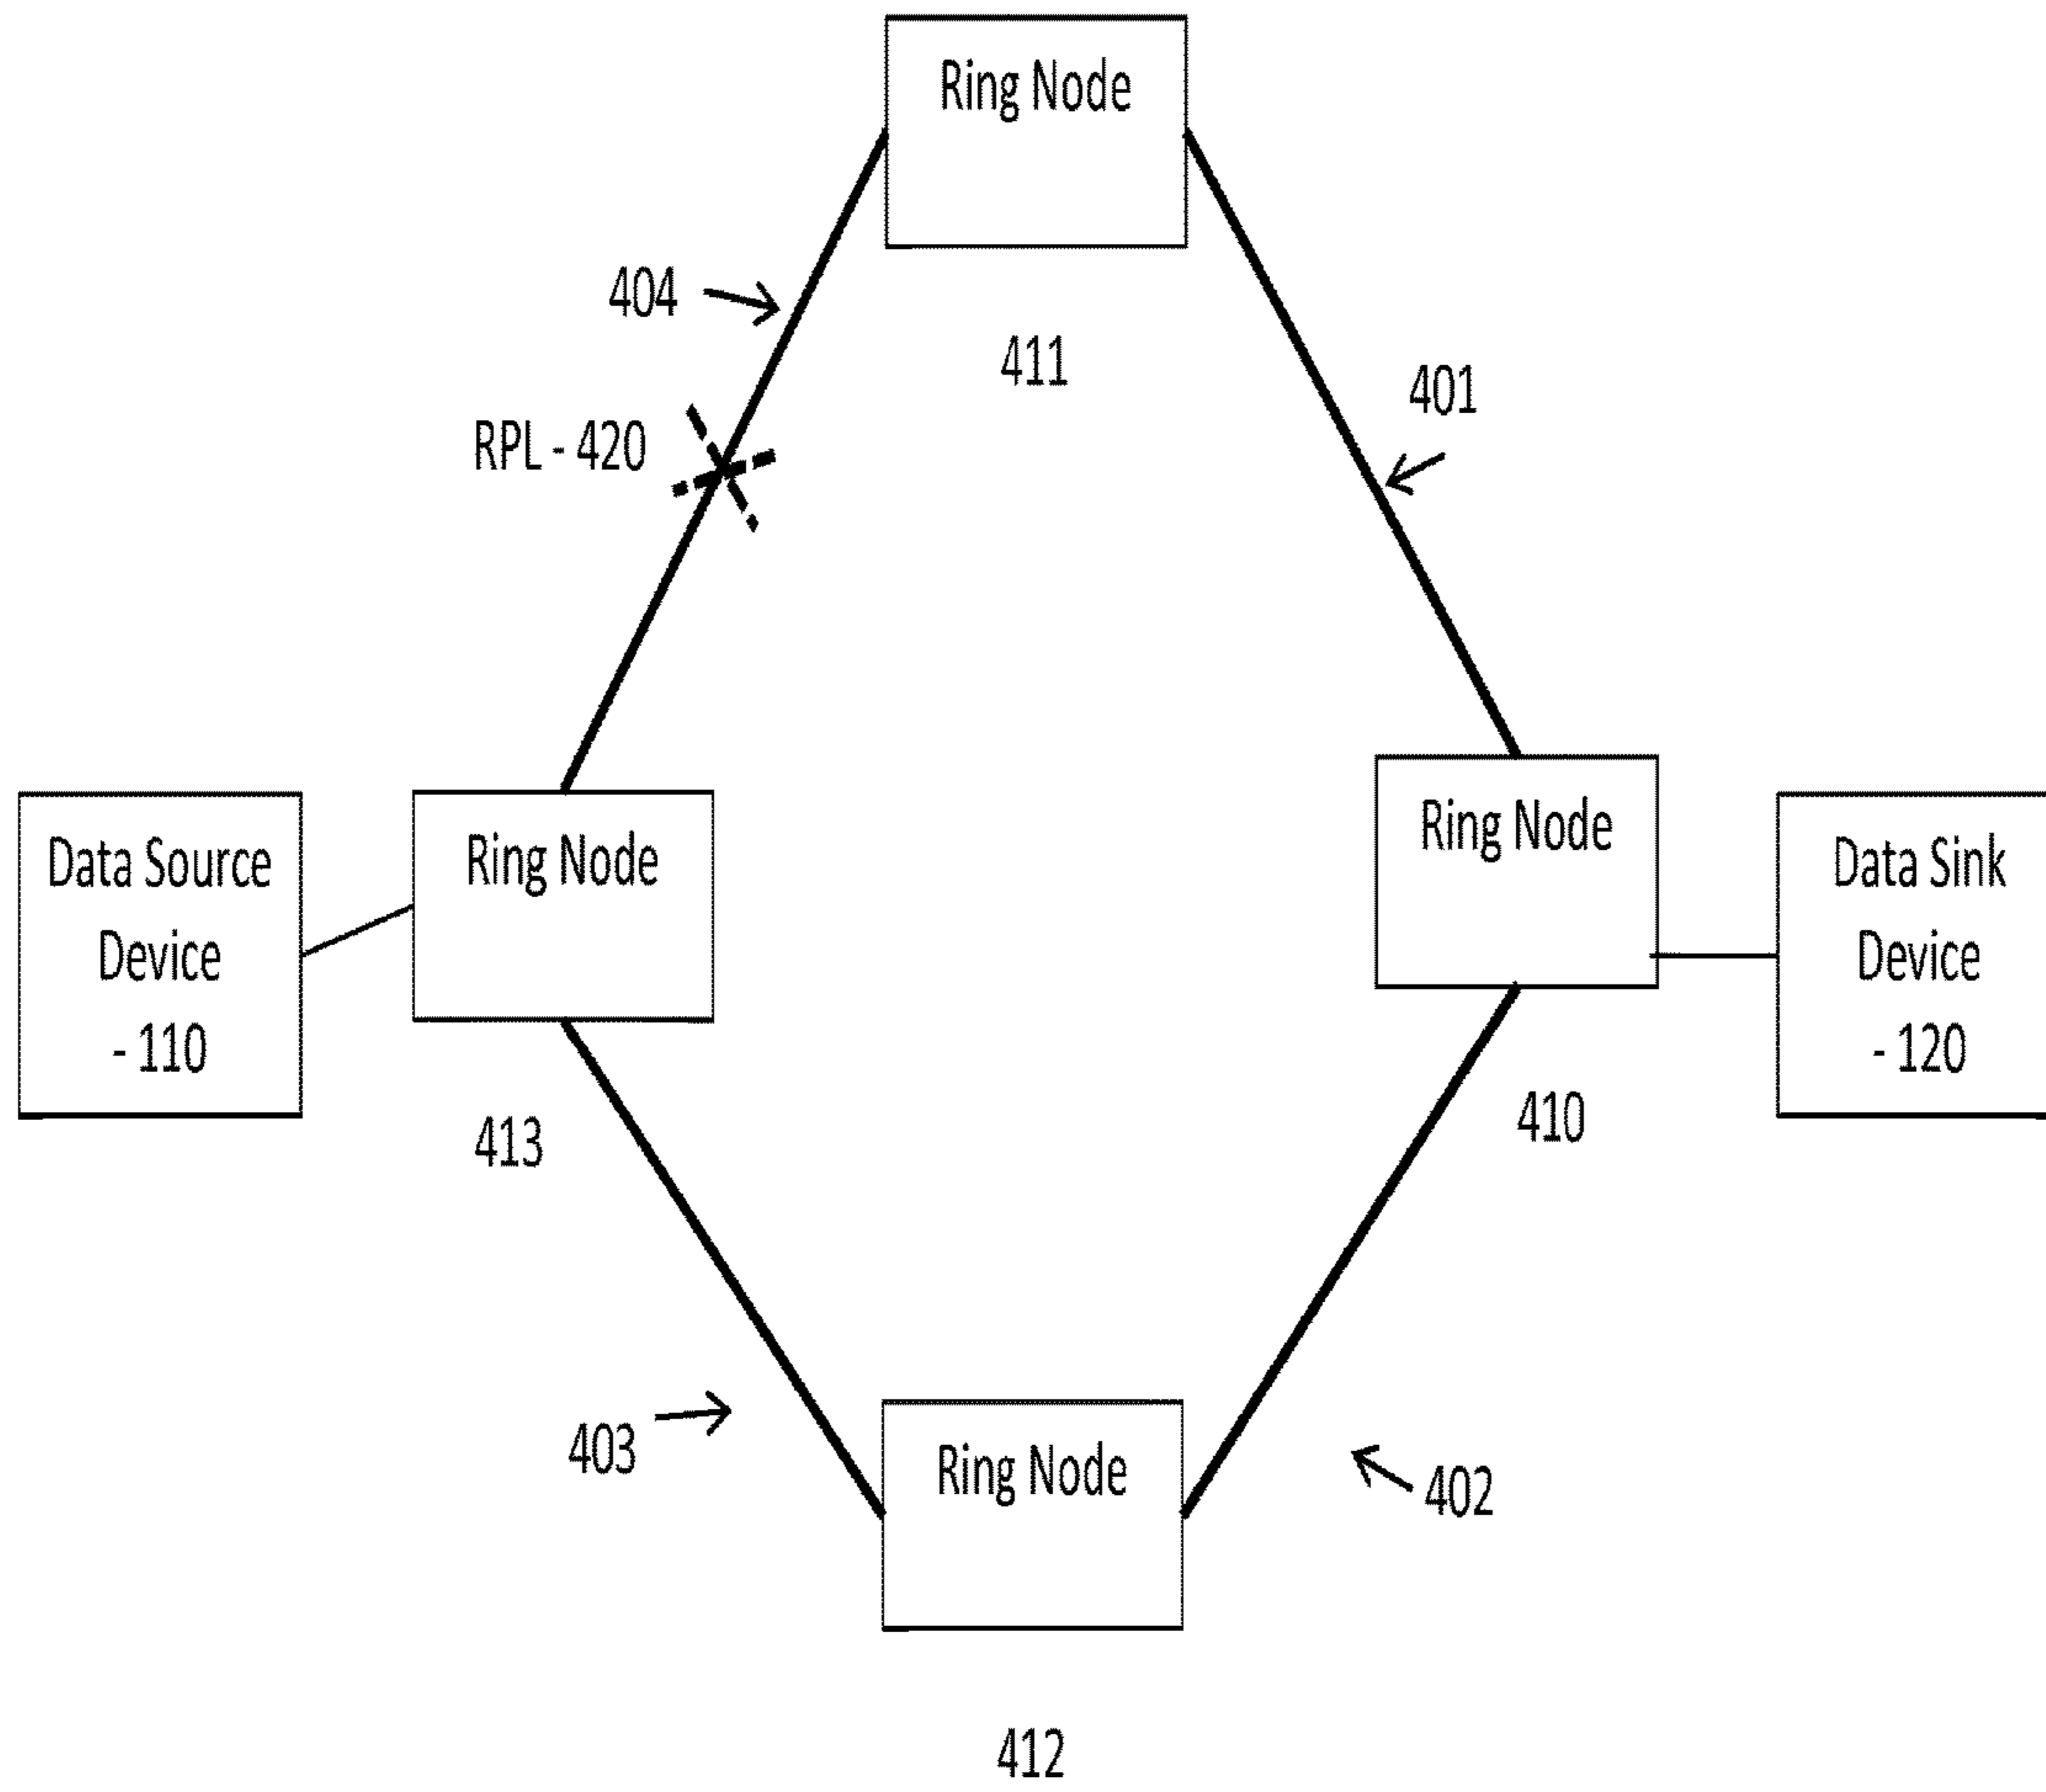 Ring Node
404
411
401
RPL - 420
Data Source
Device
- 110
Ring Node
Ring Node
Data Sink
Device
- 120
413
410
403
Ring Node
402
412